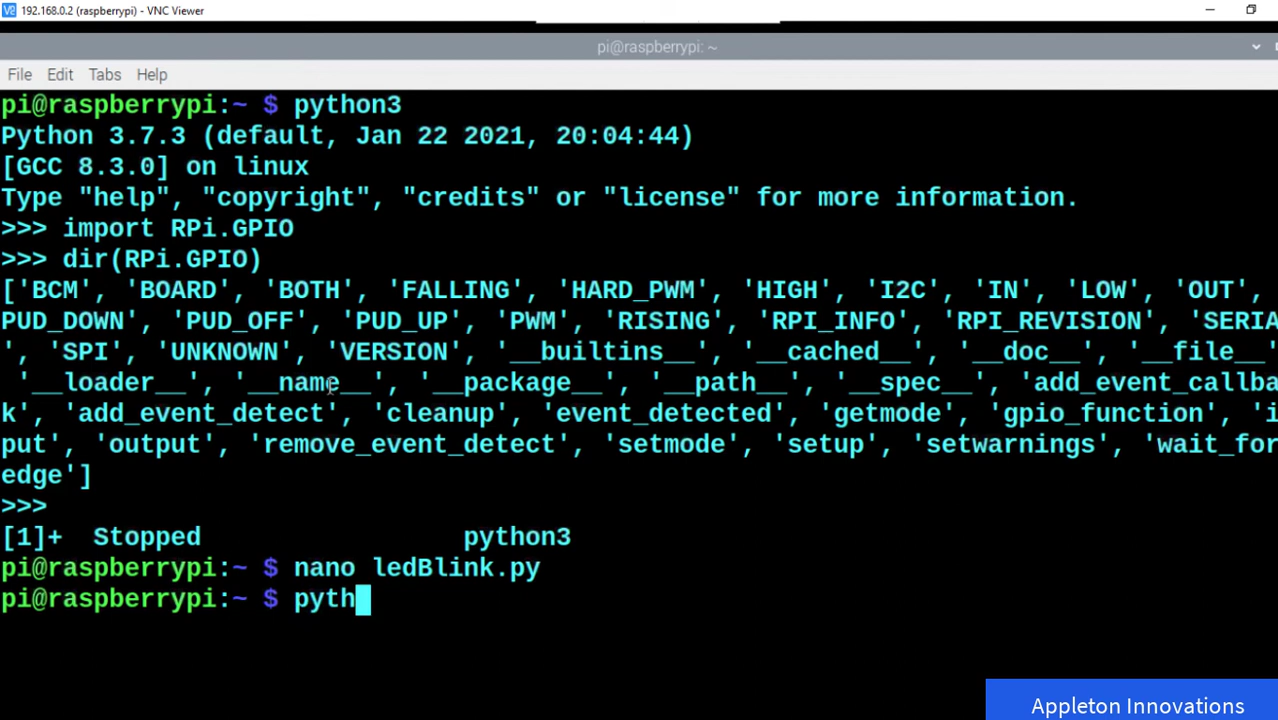 192.168.0.2 (raspberrypi) - VNC Viewer
pi@raspberrypi: ~
File Edit Tabs Help
pi@raspberrypi:~ $ python3
Python 3.7.3 (default, Jan 22 2021, 20:04:44)
[GCC 8.3.0] on linux
Type "help", "copyright", "credits" or "license" for more information.
>>> import RPi.GPIO
>>> dir(RPi.GPIO)
['BCM', 'BOARD', 'BOTH', 'FALLING', 'HARD_PWM', 'HIGH', 'I2C', 'IN', 'LOW', 'OUT',
PUD_DOWN', 'PUD_OFF', 'PUD_UP', 'PWM', 'RISING', 'RPI_INFO', 'RPI_REVISION', 'SERIA
', 'SPI', 'UNKNOWN', 'VERSION', '__builtins__', '__cached__', '__doc__', '__file__'
'__loader__', '__name__', '__package__', '__path__', '__spec__', 'add_event_callba
k', 'add_event_detect', 'cleanup', 'event_detected', 'getmode', 'gpio_function', 'i
put', 'output', 'remove_event_detect', 'setmode', 'setup', 'setwarnings', 'wait_for
edge']
>>>
[1]+ Stopped python3
pi@raspberrypi:~ $ nano ledBlink.py
pi@raspberrypi:~ $ pyth
Appleton Innovations